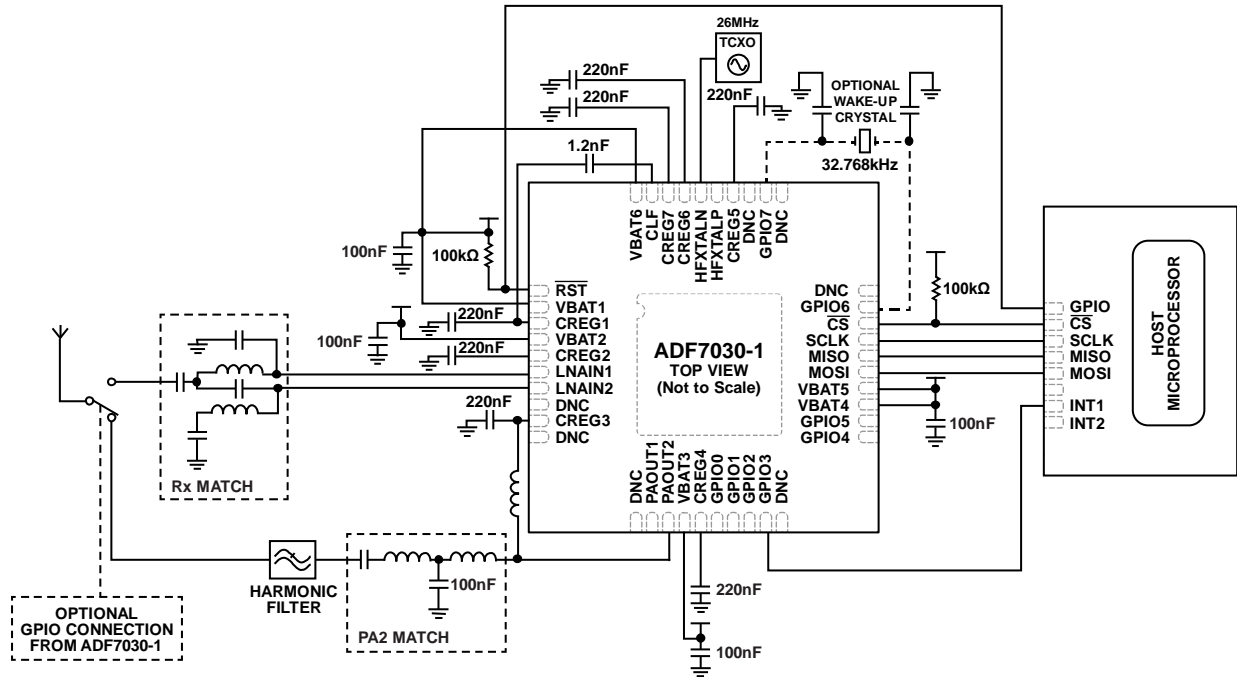 26MHz
TCXO
220nF
220nF
220nF
OPTIONAL
WAKE-UP
CRYSTAL
1.2nF
32.768kHz
VBAT6
CLF
CREG7
CREG6
HFXTALN
HFXTALP
CREG5
DNC
GPIO7
DNC
100nF
100kΩ
RST
VBAT1
CREG1
VBAT2
CREG2
LNAIN1
LNAIN2
DNC
CREG3
DNC
220nF
100nF
220nF
220nF
Rx MATCH
ADF7030-1
TOP VIEW
(Not to Scale)
DNC
GPIO6
CS
SCLK
MISO
MOSI
VBAT5
VBAT4
GPIO5
GPIO4
100kΩ
100nF
GPIO
CS
SCLK
MISO
MOSI
INT1
INT2
HOST
MICROPROCESSOR
DNC
PAOUT1
PAOUT2
VBAT3
CREG4
GPIO0
GPIO1
GPIO2
GPIO3
DNC
HARMONIC
FILTER
100nF
PA2 MATCH
220nF
100nF
OPTIONAL
GPIO CONNECTION
FROM ADF7030-1